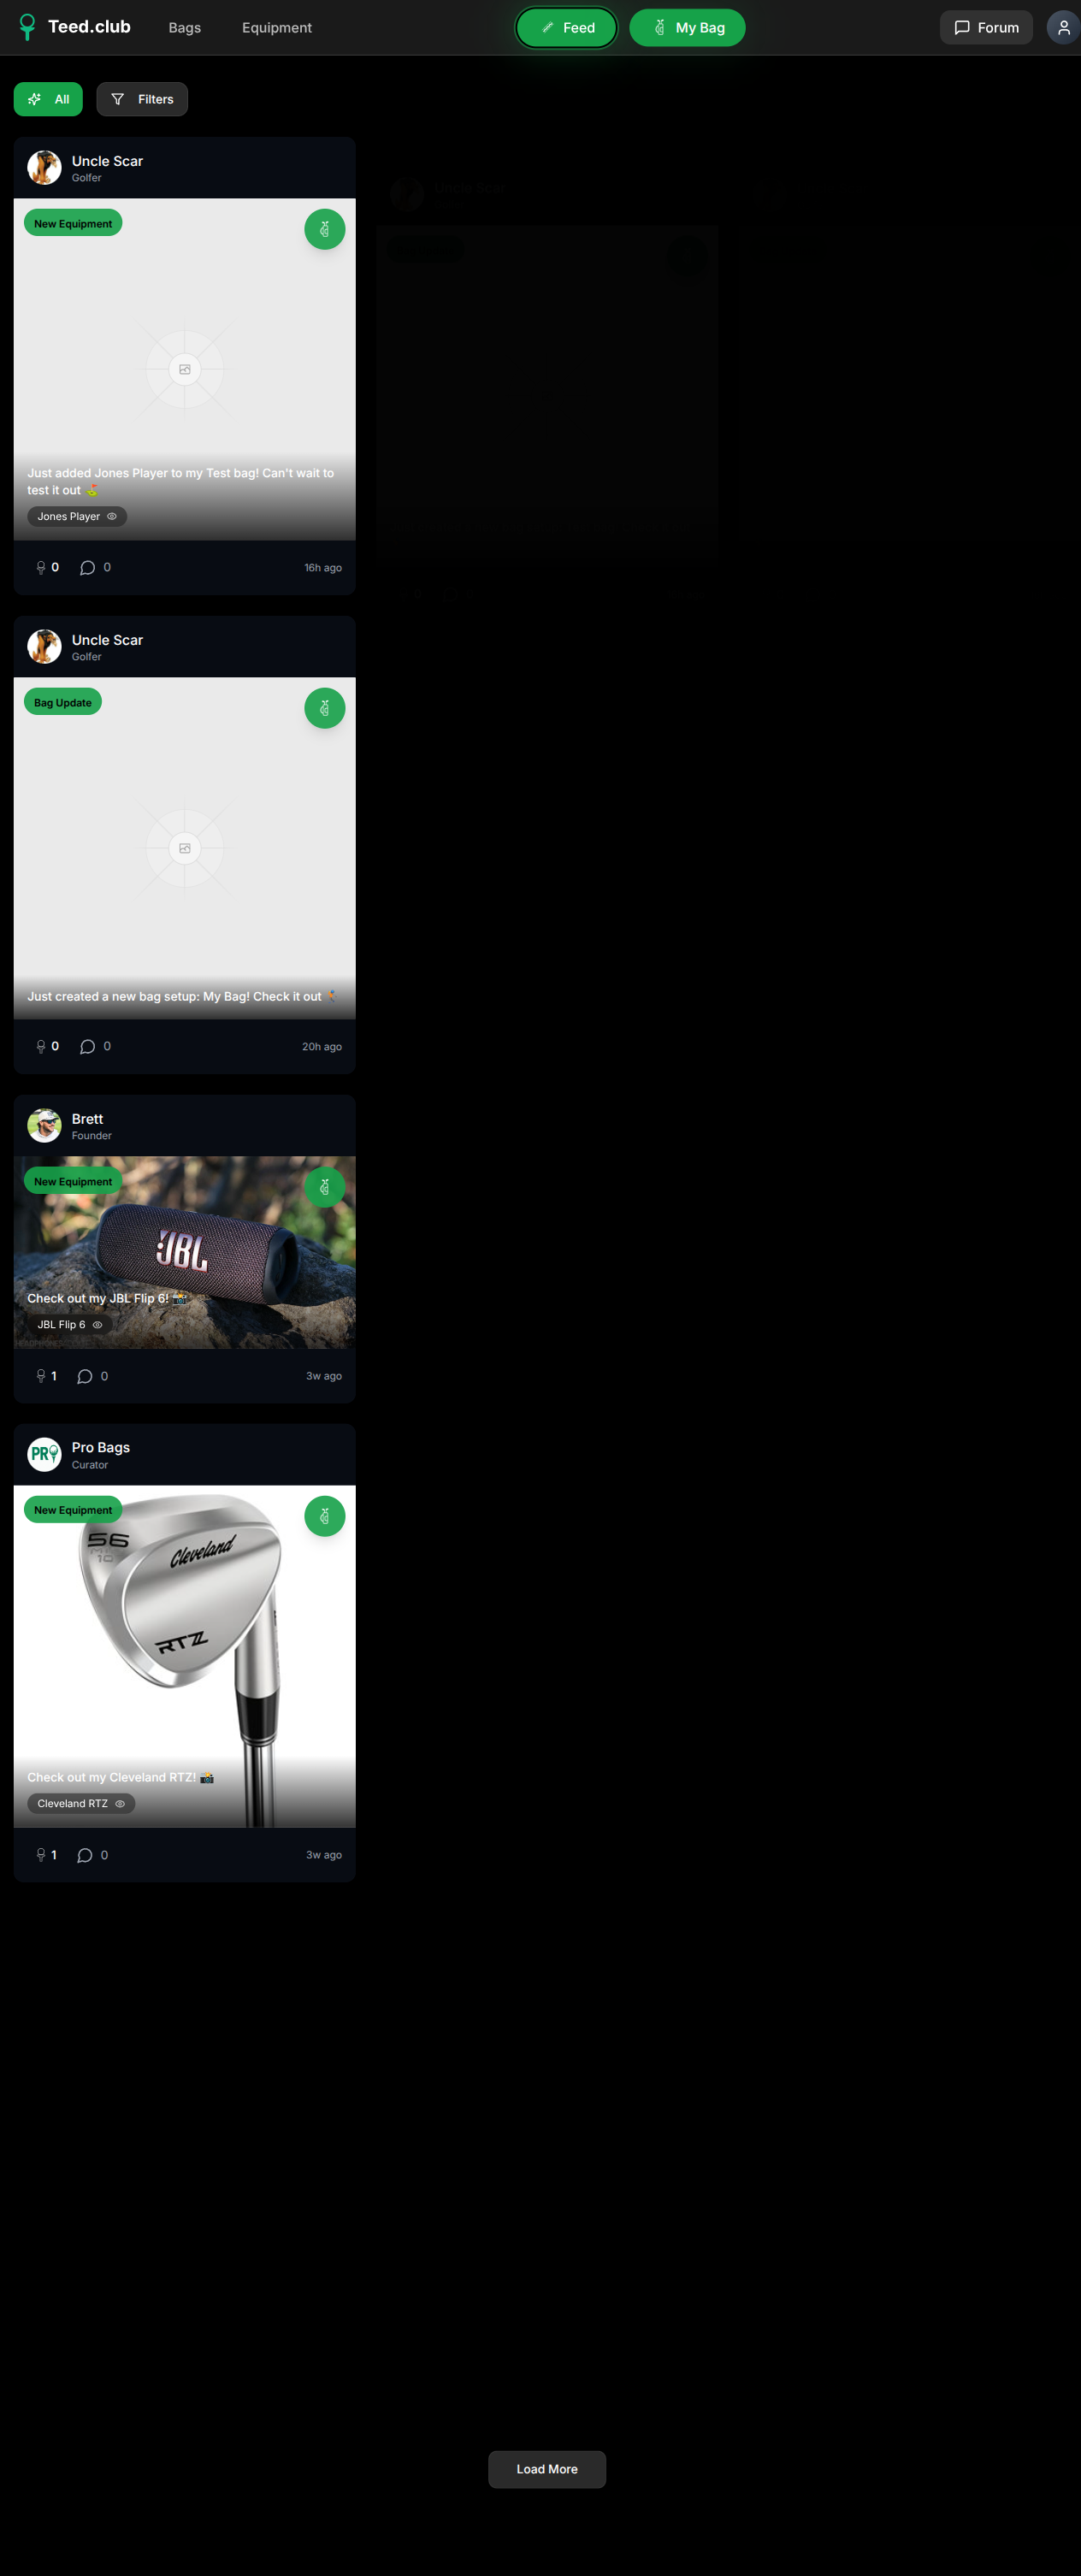 Teed.club
Bags
Equipment
Feed
My Bag
Forum
All
Filters
Uncle Scar
Golfer
New Equipment
Just added Jones Player to my Test bag! Can't wait to
test it out ⛳
Jones Player
0
0
16h ago
Uncle Scar
Golfer
Bag Update
Just created a new bag setup: My Bag! Check it out 🏌️
0
0
20h ago
Brett
Founder
New Equipment
JBL
Check out my JBL Flip 6! 📸
JBL Flip 6
1
0
3w ago
PRO
Pro Bags
Curator
New Equipment
56
MID
10
Cleveland
RTZ
Check out my Cleveland RTZ! 📸
Cleveland RTZ
1
0
3w ago
Uncle Scar
Load More